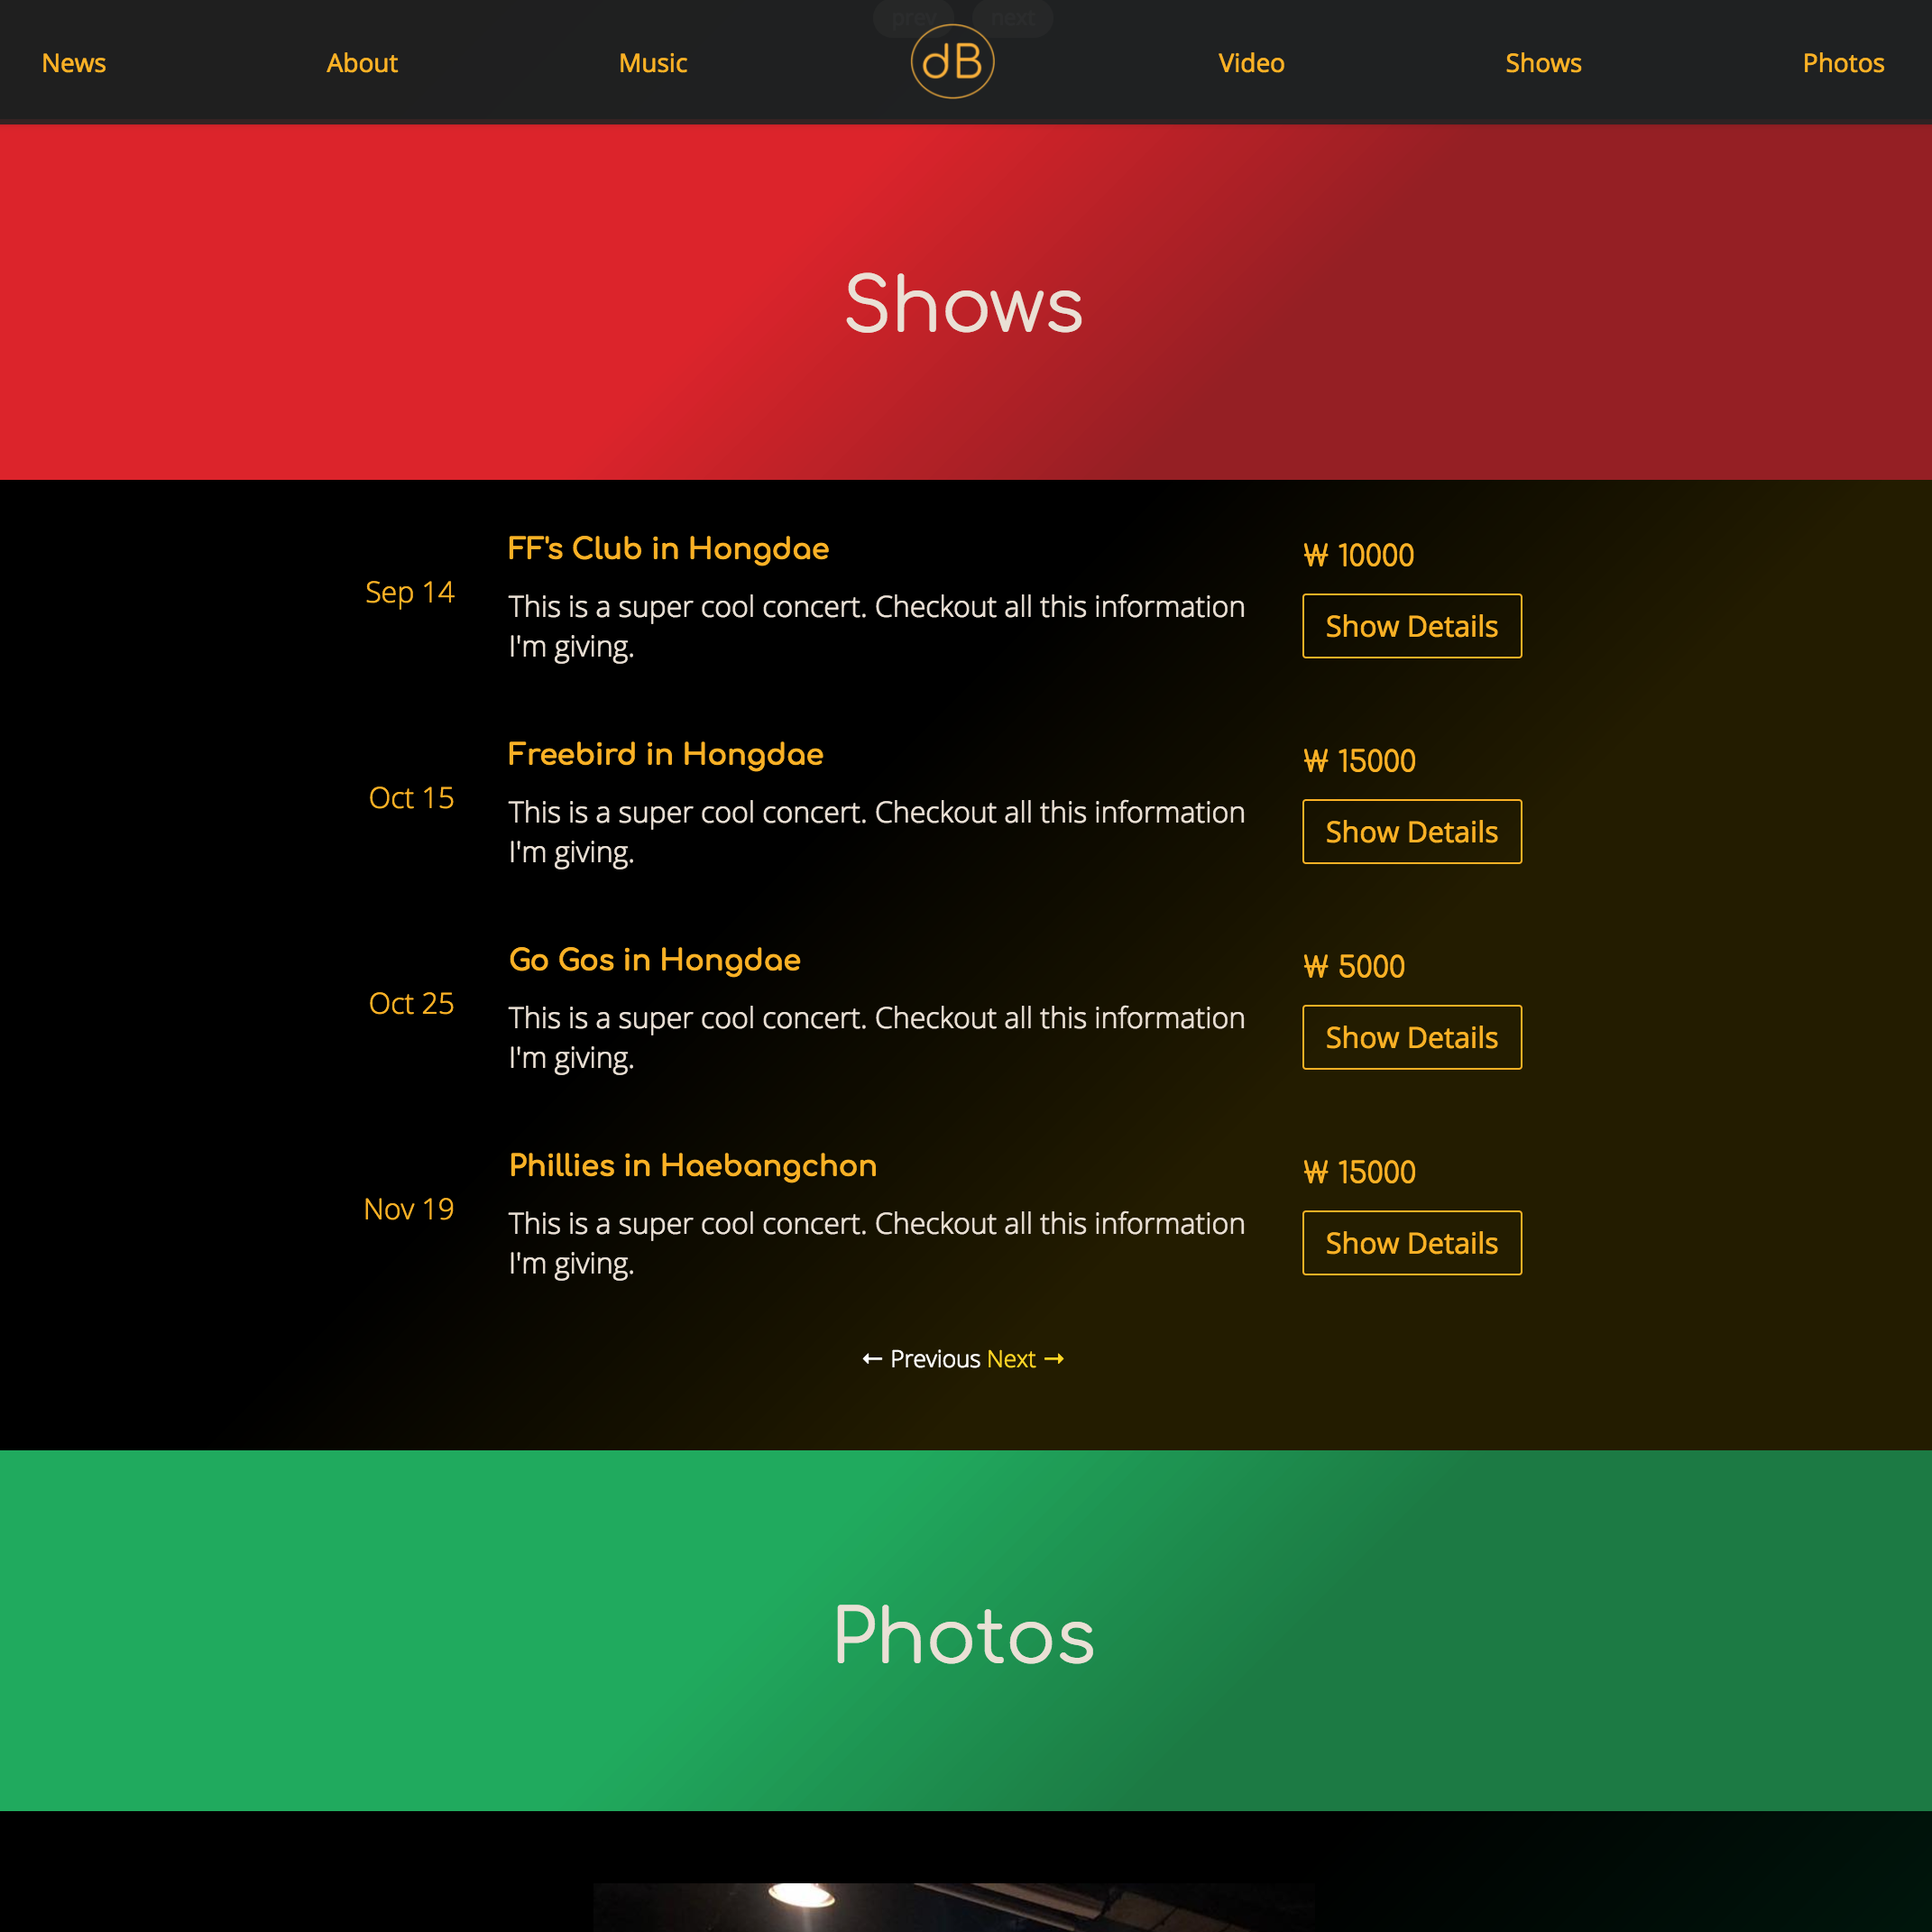 prev next
News About Music dB Video Shows Photos
Shows
FF's Club in Hongdae
₩ 10000
Sep 14
This is a super cool concert. Checkout all this information
I'm giving.
Show Details
Freebird in Hongdae
₩ 15000
Oct 15
This is a super cool concert. Checkout all this information
I'm giving.
Show Details
Go Gos in Hongdae
₩ 5000
Oct 25
This is a super cool concert. Checkout all this information
I'm giving.
Show Details
Phillies in Haebangchon
₩ 15000
Nov 19
This is a super cool concert. Checkout all this information
I'm giving.
Show Details
← Previous Next →
Photos